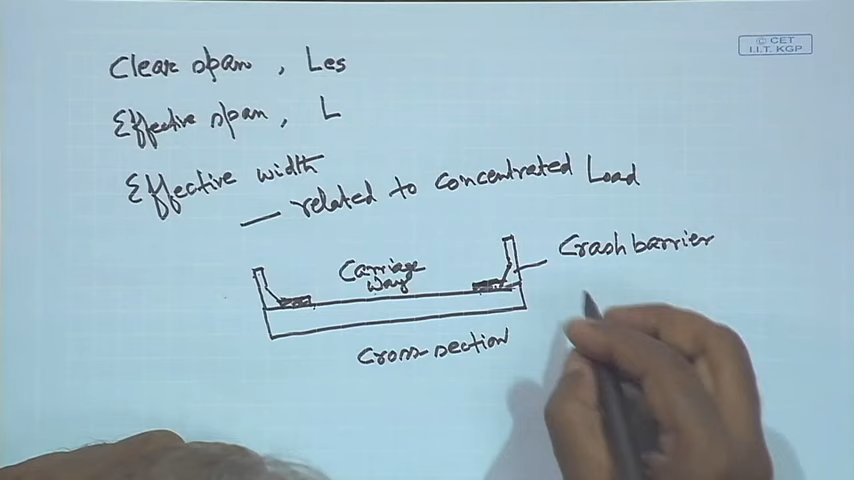 © CET
I.I.T. KGP
Clear span, Les
Effective span, L
Effective width
— related to concentrated Load
Carriage
way
Crash barrier
Cross-section